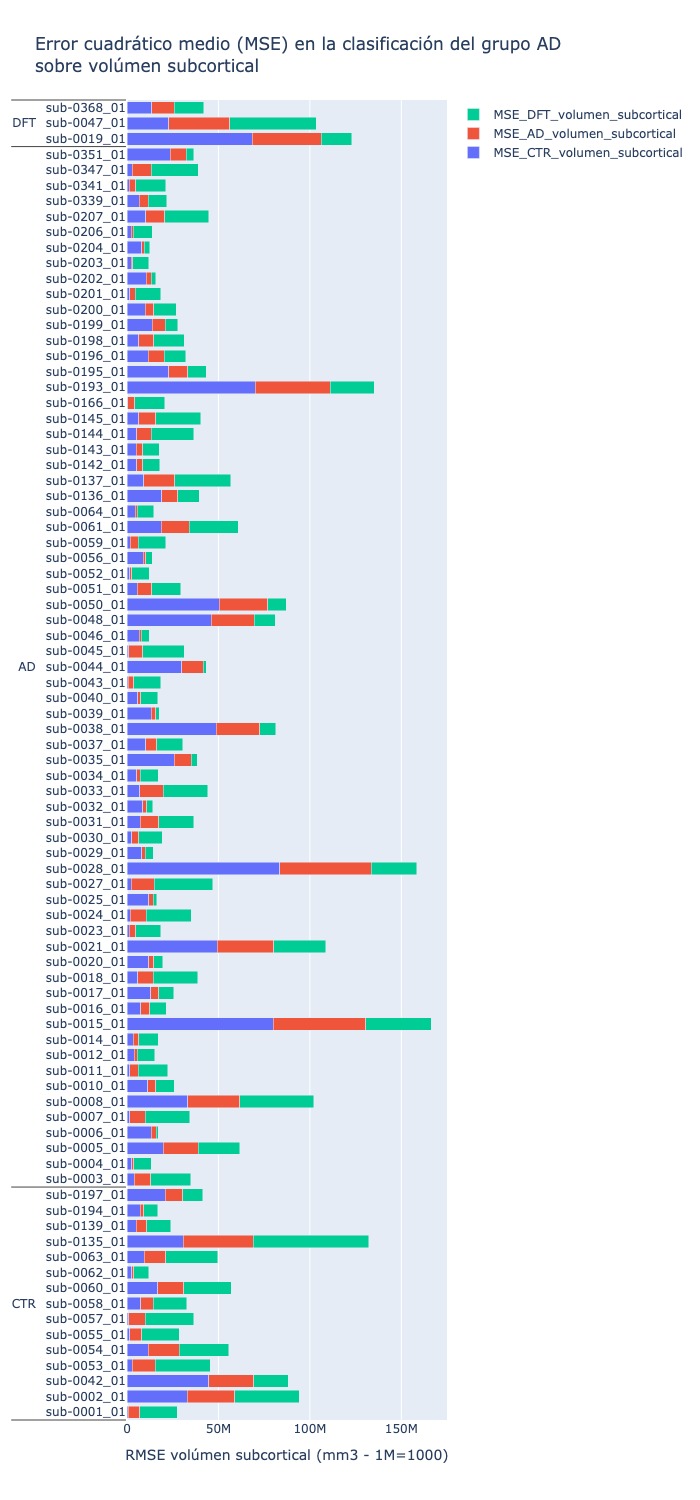 Error cuadrático medio (MSE) en la clasificación del grupo AD
sobre volúmen subcortical
MSE_DFT_volumen_subcortical
MSE_AD_volumen_subcortical
MSE_CTR_volumen_subcortical
sub-0368_01
DFT sub-0047_01
sub-0019_01
sub-0351_01
sub-0347_01
sub-0341_01
sub-0339_01
sub-0207_01
sub-0206_01
sub-0204_01
sub-0203_01
sub-0202_01
sub-0201_01
sub-0200_01
sub-0199_01
sub-0198_01
sub-0196_01
sub-0195_01
sub-0193_01
sub-0166_01
sub-0145_01
sub-0144_01
sub-0143_01
sub-0142_01
sub-0137_01
sub-0136_01
sub-0064_01
sub-0061_01
sub-0059_01
sub-0056_01
sub-0052_01
sub-0051_01
sub-0050_01
sub-0048_01
sub-0046_01
sub-0045_01
AD sub-0044_01
sub-0043_01
sub-0040_01
sub-0039_01
sub-0038_01
sub-0037_01
sub-0035_01
sub-0034_01
sub-0033_01
sub-0032_01
sub-0031_01
sub-0030_01
sub-0029_01
sub-0028_01
sub-0027_01
sub-0025_01
sub-0024_01
sub-0023_01
sub-0021_01
sub-0020_01
sub-0018_01
sub-0017_01
sub-0016_01
sub-0015_01
sub-0014_01
sub-0012_01
sub-0011_01
sub-0010_01
sub-0008_01
sub-0007_01
sub-0006_01
sub-0005_01
sub-0004_01
sub-0003_01
sub-0197_01
sub-0194_01
sub-0139_01
sub-0135_01
sub-0063_01
sub-0062_01
sub-0060_01
CTR sub-0058_01
sub-0057_01
sub-0055_01
sub-0054_01
sub-0053_01
sub-0042_01
sub-0002_01
sub-0001_01
0 50M 100M 150M
RMSE volúmen subcortical (mm3 - 1M=1000)